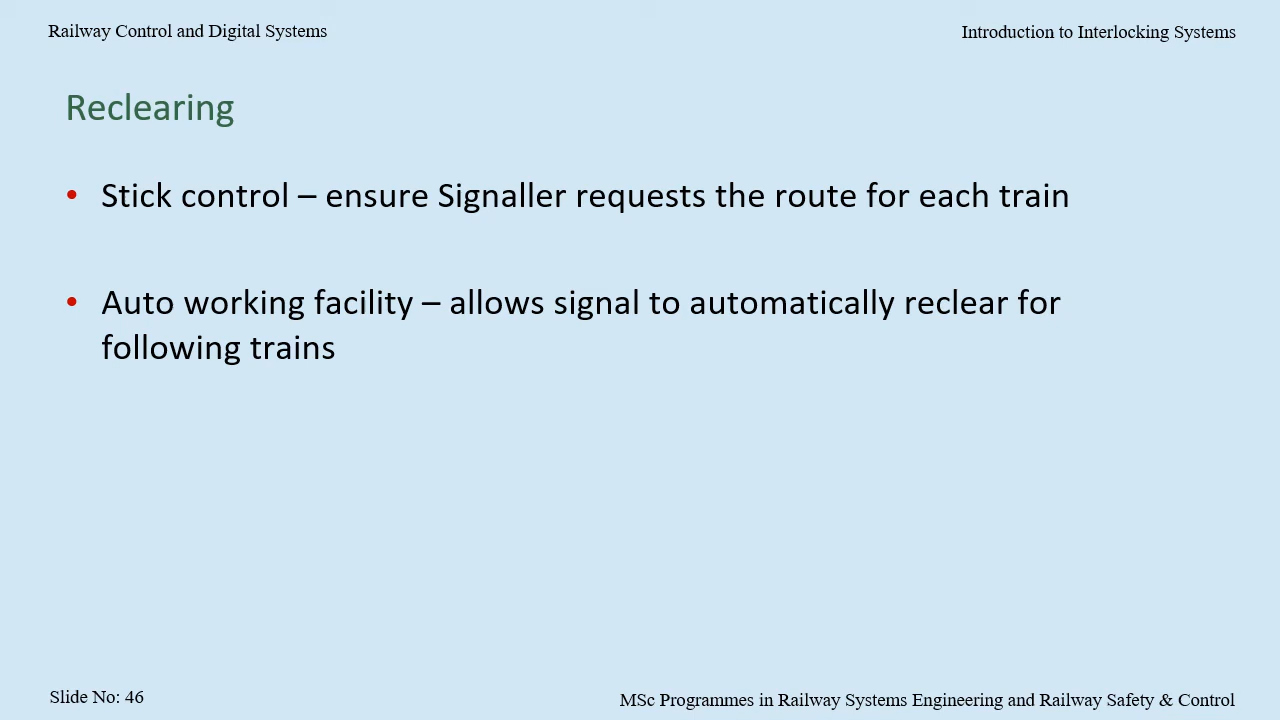 Railway Control and Digital Systems
Introduction to Interlocking Systems
Reclearing
• Stick control – ensure Signaller requests the route for each train
• Auto working facility – allows signal to automatically reclear for
following trains
Slide No: 46
MSc Programmes in Railway Systems Engineering and Railway Safety & Control